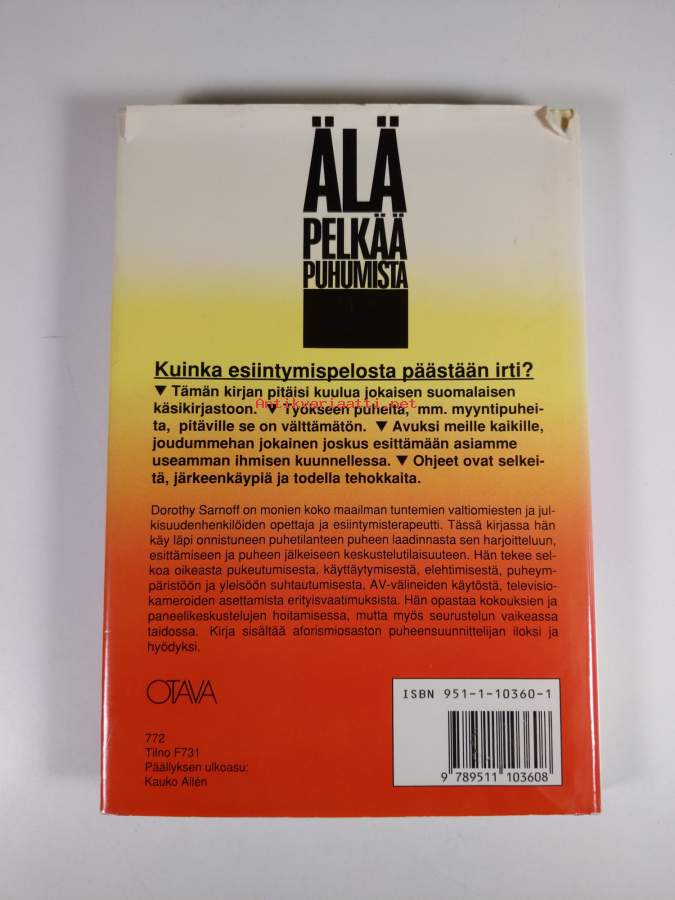 ÄLÄ
PELKÄÄ
PUHUMISTA
Kuinka esiintymispelosta päästään irti?
▼ Tämän kirjan pitäisi kuulua jokaisen suomalaisen
käsikirjastoon. ▼ Työkseen puheita, mm. myyntipuhei-
Antikvariaatti.net
ta, pitäville se on välttämätön. ▼ Avuksi meille kaikille,
joudummehan jokainen joskus esittämään asiamme
useamman ihmisen kuunnellessa. ▼ Ohjeet ovat selkei-
tä, järkeenkäypiä ja todella tehokkaita.
Dorothy Sarnoff on monien koko maailman tuntemien valtiomiesten ja jul-
kisuudenhenkilöiden opettaja ja esiintymisterapeutti. Tässä kirjassa hän
käy läpi onnistuneen puhetilanteen puheen laadinnasta sen harjoitteluun,
esittämiseen ja puheen jälkeiseen keskustelutilaisuuteen. Hän tekee sel-
koa oikeasta pukeutumisesta, käyttäytymisestä, elehtimisestä, puheym-
päristöön ja yleisöön suhtautumisesta, AV-välineiden käytöstä, televisio-
kameroiden asettamista erityisvaatimuksista. Hän opastaa kokouksien ja
paneelikeskustelujen hoitamisessa, mutta myös seurustelun vaikeassa
taidossa. Kirja sisältää aforismiosaston puheensuunnittelijan iloksi ja
hyödyksi.
OTAVA
ISBN 951-1-10360-1
9 789511 103608
772
Tilno F731
Päällyksen ulkoasu:
Kauko Ailén